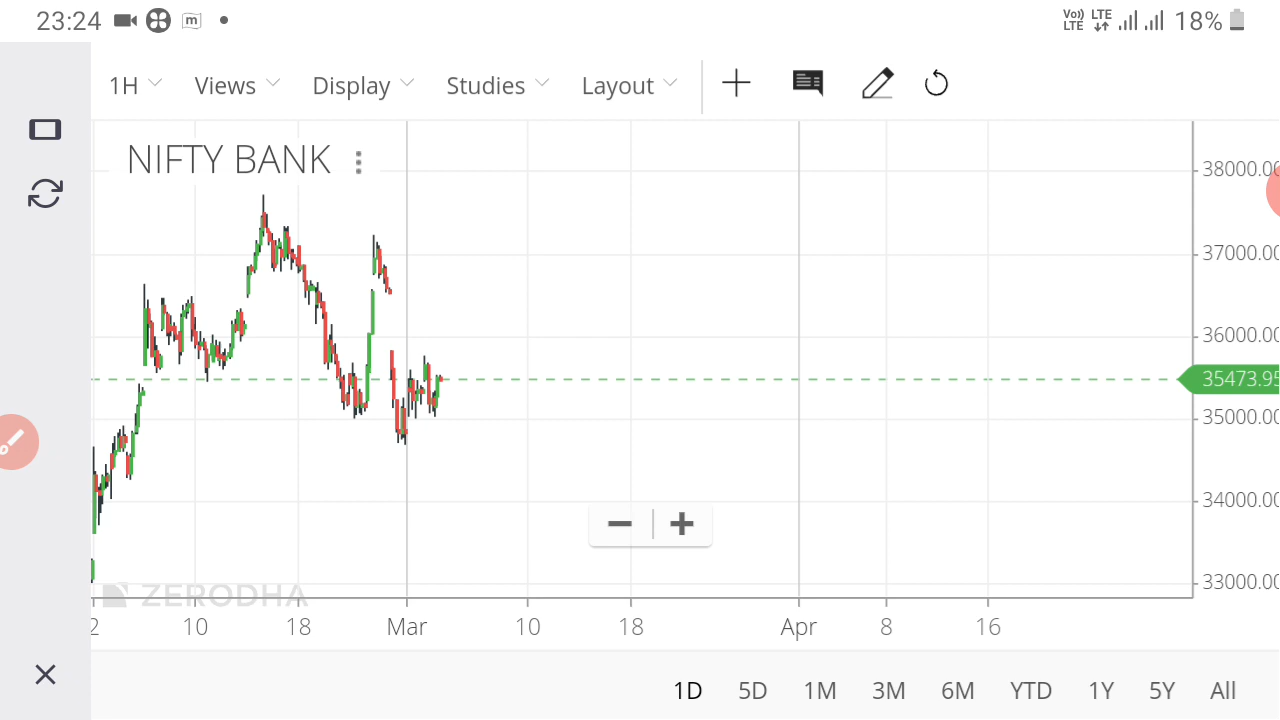 23:24 m Vo)) LTE LTE 18%
1H Views Display Studies Layout
NIFTY BANK
38000.00
37000.00
36000.00
35473.95
35000.00
34000.00
33000.00
ZERODHA
2 10 18 Mar 10 18 Apr 8 16
1D 5D 1M 3M 6M YTD 1Y 5Y All